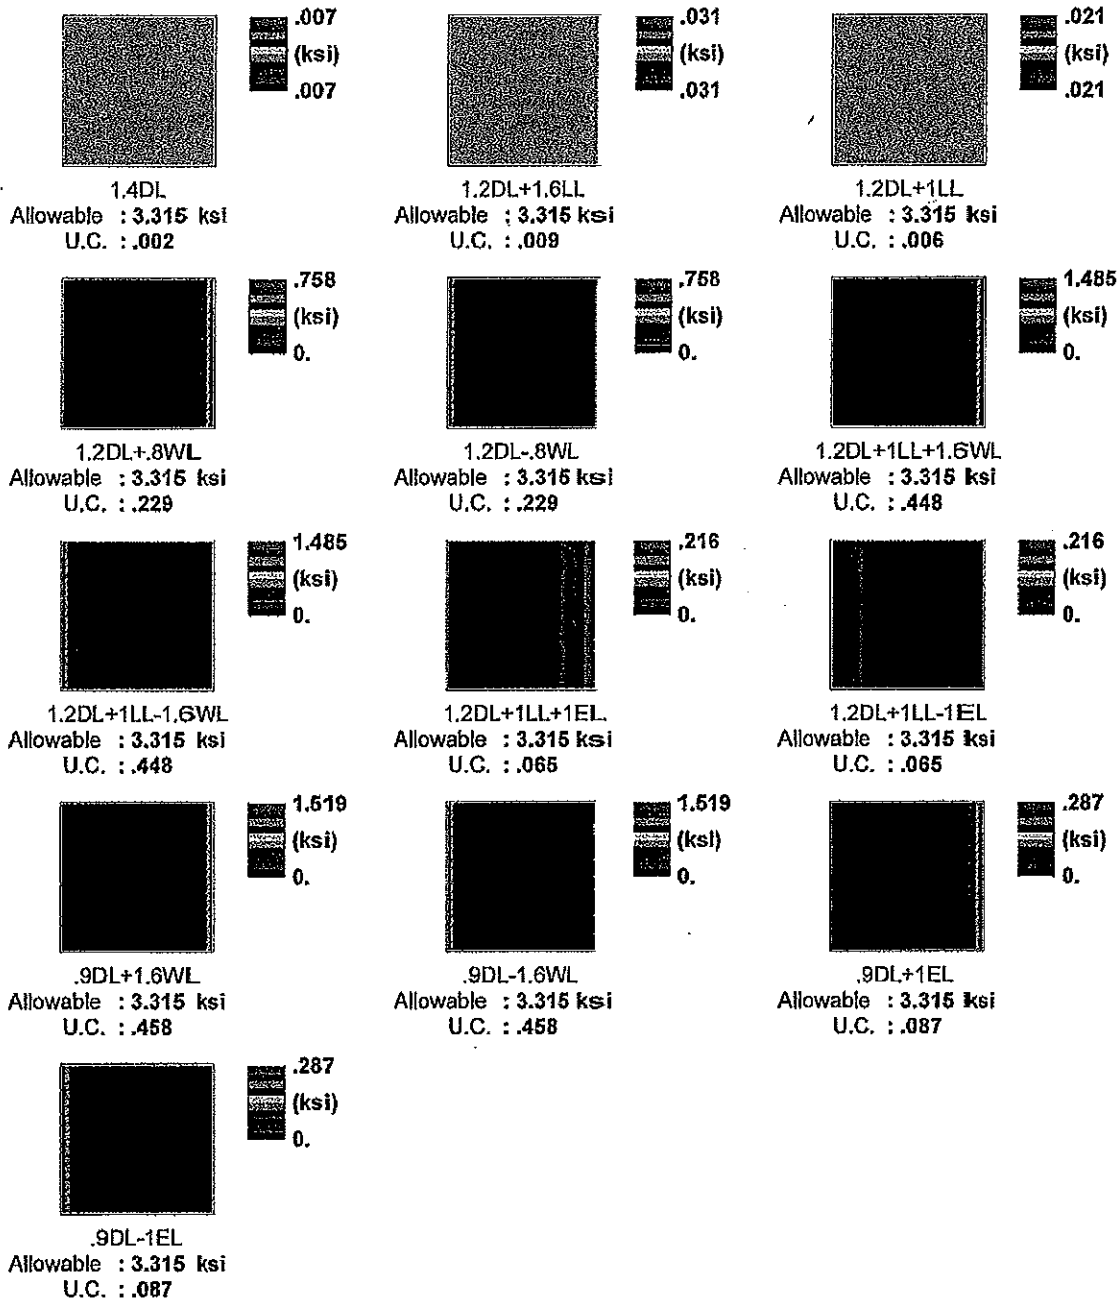 .007
(ksi)
.007
1.4DL
Allowable : 3.315 ksi
U.C. : .002
.031
(ksi)
.031
1.2DL+1.6LL
Allowable : 3.315 ksi
U.C. : .009
.021
(ksi)
.021
1.2DL+1LL
Allowable : 3.315 ksi
U.C. : .006
.758
(ksi)
0.
1.2DL+.8WL
Allowable : 3.315 ksi
U.C. : .229
.758
(ksi)
0.
1.2DL-.8WL
Allowable : 3.315 ksi
U.C. : .229
1.485
(ksi)
0.
1.2DL+1LL+1.6WL
Allowable : 3.315 ksi
U.C. : .448
1.485
(ksi)
0.
1.2DL+1LL-1.6WL
Allowable : 3.315 ksi
U.C. : .448
.216
(ksi)
0.
1.2DL+1LL+1EL
Allowable : 3.315 ksi
U.C. : .065
.216
(ksi)
0.
1.2DL+1LL-1EL
Allowable : 3.315 ksi
U.C. : .065
1.519
(ksi)
0.
.9DL+1.6WL
Allowable : 3.315 ksi
U.C. : .458
1.519
(ksi)
0.
.9DL-1.6WL
Allowable : 3.315 ksi
U.C. : .458
.287
(ksi)
0.
.9DL+1EL
Allowable : 3.315 ksi
U.C. : .087
.287
(ksi)
0.
.9DL-1EL
Allowable : 3.315 ksi
U.C. : .087